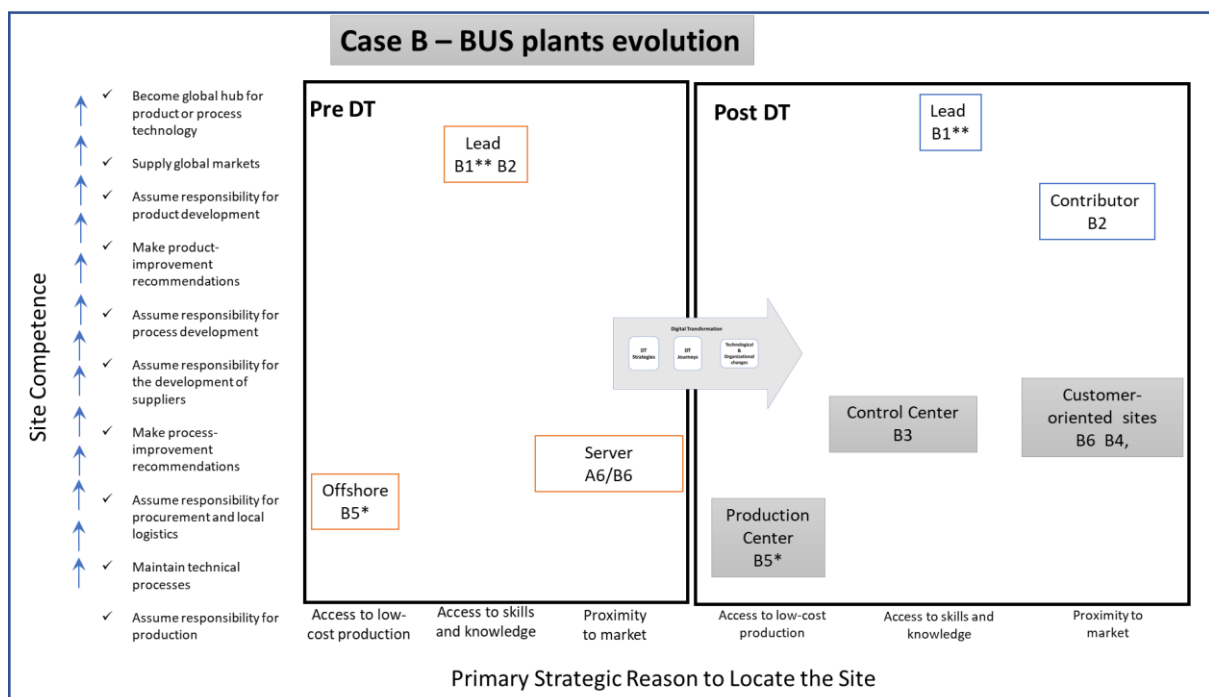 Case B – BUS plants evolution
Site Competence
✓ Become global hub for
product or process
technology
✓ Supply global markets
✓ Assume responsibility for
product development
✓ Make product-
improvement
recommendations
✓ Assume responsibility for
process development
✓ Assume responsibility for
the development of
suppliers
✓ Make process-
improvement
recommendations
✓ Assume responsibility for
procurement and local
logistics
✓ Maintain technical
processes
✓ Assume responsibility for
production
Pre DT
Lead
B1** B2
Server
A6/B6
Offshore
B5*
Digital Transformation
DT
Strategies
DT
Journeys
Technological
&
Organizational
changes
Post DT
Lead
B1**
Contributor
B2
Control Center
B3
Customer-
oriented sites
B6 B4,
Production
Center
B5*
Access to low-
cost production
Access to skills
and knowledge
Proximity
to market
Access to low-cost
production
Access to skills and
knowledge
Proximity to
market
Primary Strategic Reason to Locate the Site